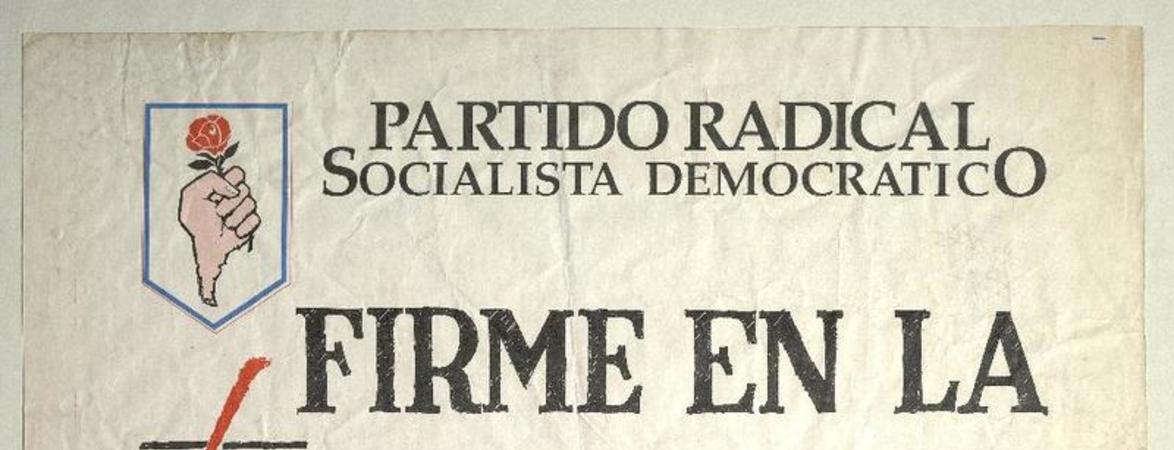 PARTIDO RADICAL
SOCIALISTA DEMOCRATICO
FIRME EN LA